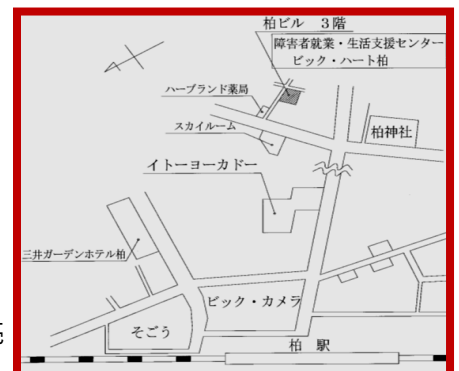 柏ビル 3階
障害者就業・生活支援センター
ビック・ハート柏
ハーブランド薬局
スカイルーム
柏神社
イトーヨーカドー
三井ガーデンホテル柏
ビック・カメラ
そごう
柏 駅